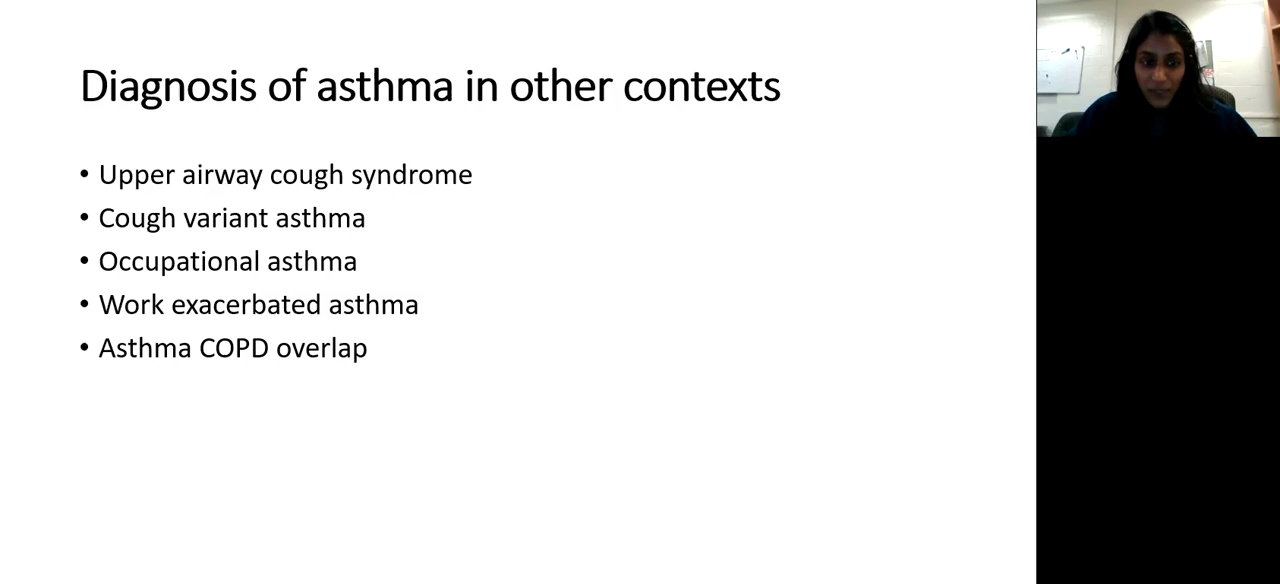 Diagnosis of asthma in other contexts
• Upper airway cough syndrome
• Cough variant asthma
• Occupational asthma
• Work exacerbated asthma
• Asthma COPD overlap